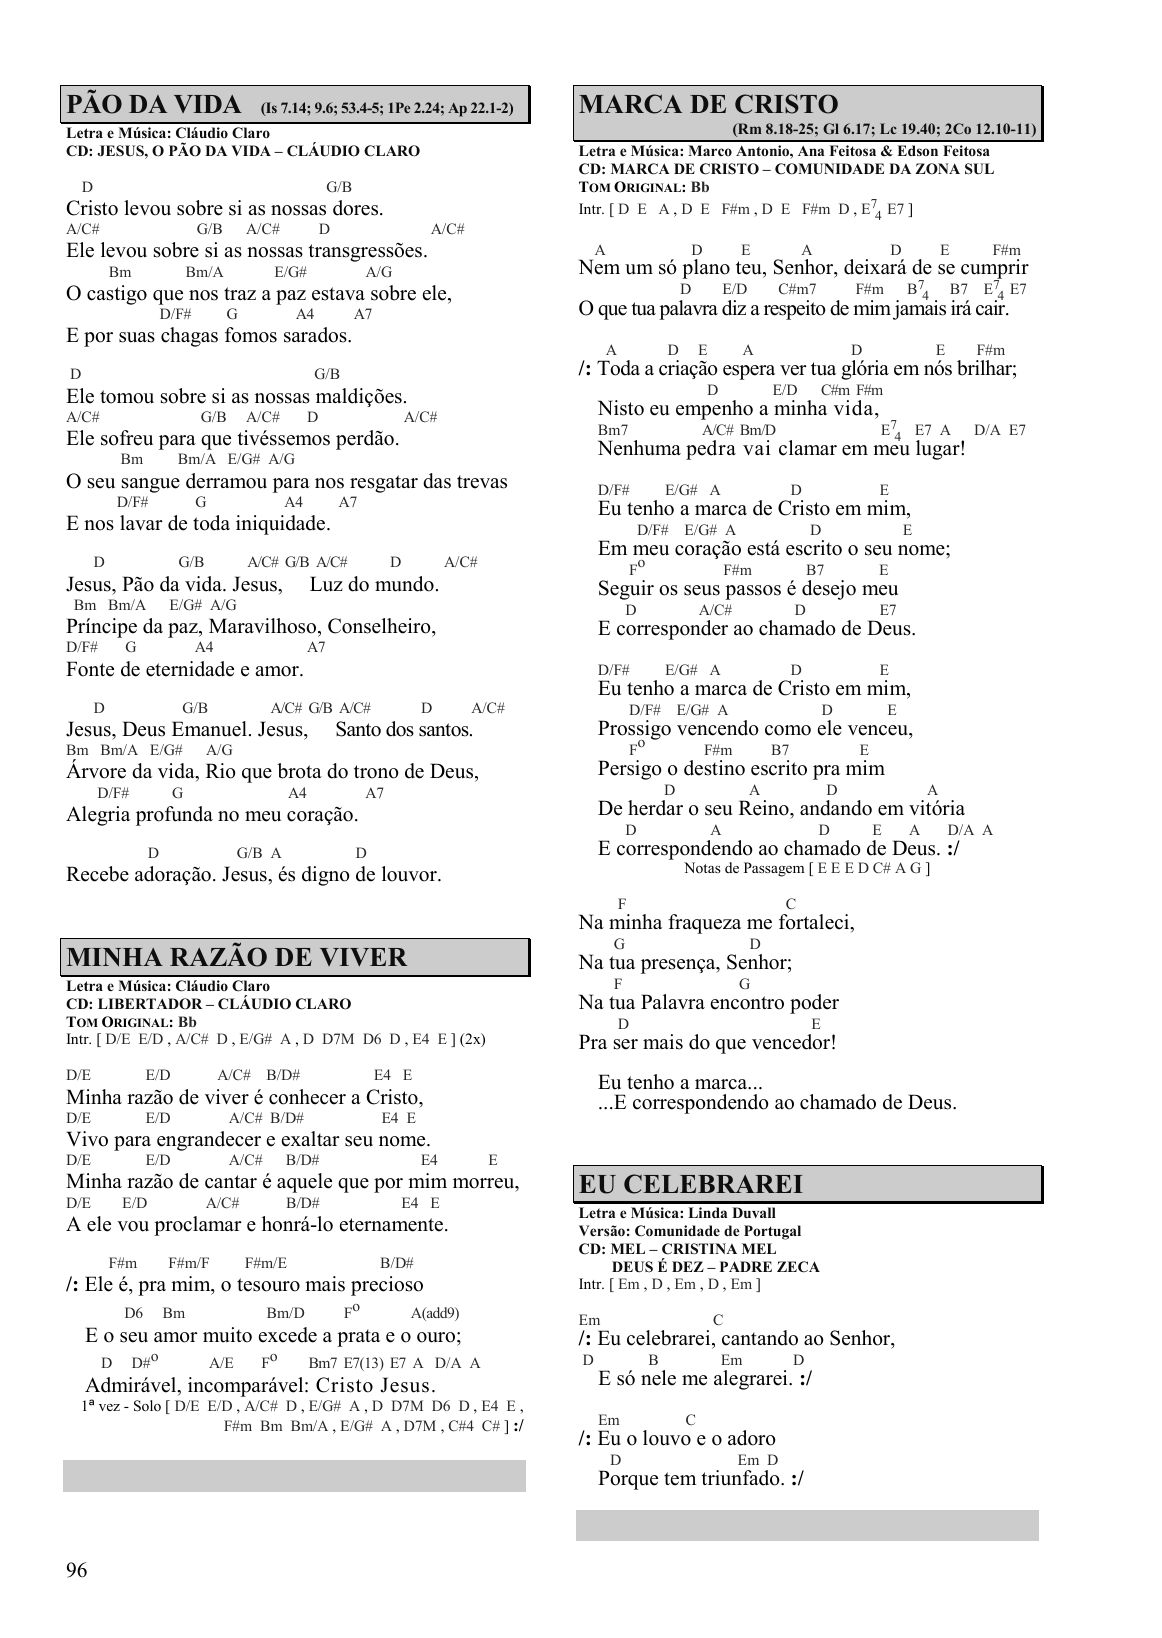 PÃO DA VIDA (Is 7.14; 9.6; 53.4-5; 1Pe 2.24; Ap 22.1-2)
Letra e Música: Cláudio Claro
CD: JESUS, O PÃO DA VIDA – CLÁUDIO CLARO
D G/B
Cristo levou sobre si as nossas dores.
A/C# G/B A/C# D A/C#
Ele levou sobre si as nossas transgressões.
Bm Bm/A E/G# A/G
O castigo que nos traz a paz estava sobre ele,
D/F# G A4 A7
E por suas chagas fomos sarados.
D G/B
Ele tomou sobre si as nossas maldições.
A/C# G/B A/C# D A/C#
Ele sofreu para que tivéssemos perdão.
Bm Bm/A E/G# A/G
O seu sangue derramou para nos resgatar das trevas
D/F# G A4 A7
E nos lavar de toda iniquidade.
D G/B A/C# G/B A/C# D A/C#
Jesus, Pão da vida. Jesus, Luz do mundo.
Bm Bm/A E/G# A/G
Príncipe da paz, Maravilhoso, Conselheiro,
D/F# G A4 A7
Fonte de eternidade e amor.
D G/B A/C# G/B A/C# D A/C#
Jesus, Deus Emanuel. Jesus, Santo dos santos.
Bm Bm/A E/G# A/G
Árvore da vida, Rio que brota do trono de Deus,
D/F# G A4 A7
Alegria profunda no meu coração.
D G/B A D
Recebe adoração. Jesus, és digno de louvor.
MINHA RAZÃO DE VIVER
Letra e Música: Cláudio Claro
CD: LIBERTADOR – CLÁUDIO CLARO
TOM ORIGINAL: Bb
Intr. [ D/E E/D , A/C# D , E/G# A , D D7M D6 D , E4 E ] (2x)
D/E E/D A/C# B/D# E4 E
Minha razão de viver é conhecer a Cristo,
D/E E/D A/C# B/D# E4 E
Vivo para engrandecer e exaltar seu nome.
D/E E/D A/C# B/D# E4 E
Minha razão de cantar é aquele que por mim morreu,
D/E E/D A/C# B/D# E4 E
A ele vou proclamar e honrá-lo eternamente.
F#m F#m/F F#m/E B/D#
/: Ele é, pra mim, o tesouro mais precioso
D6 Bm Bm/D Fº A(add9)
E o seu amor muito excede a prata e o ouro;
D D#º A/E Fº Bm7 E7(13) E7 A D/A A
Admirável, incomparável: Cristo Jesus.
1ª vez - Solo [ D/E E/D , A/C# D , E/G# A , D D7M D6 D , E4 E ,
F#m Bm Bm/A , E/G# A , D7M , C#4 C# ] :/
96
MARCA DE CRISTO
(Rm 8.18-25; Gl 6.17; Lc 19.40; 2Co 12.10-11)
Letra e Música: Marco Antonio, Ana Feitosa & Edson Feitosa
CD: MARCA DE CRISTO – COMUNIDADE DA ZONA SUL
TOM ORIGINAL: Bb
Intr. [ D E A , D E F#m , D E F#m D , E74 E7 ]
A D E A D E F#m
Nem um só plano teu, Senhor, deixará de se cumprir
D E/D C#m7 F#m B74 B7 E74 E7
O que tua palavra diz a respeito de mim jamais irá cair.
A D E A D E F#m
/: Toda a criação espera ver tua glória em nós brilhar;
D E/D C#m F#m
Nisto eu empenho a minha vida,
Bm7 A/C# Bm/D E74 E7 A D/A E7
Nenhuma pedra vai clamar em meu lugar!
D/F# E/G# A D E
Eu tenho a marca de Cristo em mim,
D/F# E/G# A D E
Em meu coração está escrito o seu nome;
Fº F#m B7 E
Seguir os seus passos é desejo meu
D A/C# D E7
E corresponder ao chamado de Deus.
D/F# E/G# A D E
Eu tenho a marca de Cristo em mim,
D/F# E/G# A D E
Prossigo vencendo como ele venceu,
Fº F#m B7 E
Persigo o destino escrito pra mim
D A D A
De herdar o seu Reino, andando em vitória
D A D E A D/A A
E correspondendo ao chamado de Deus. :/
Notas de Passagem [ E E E D C# A G ]
F C
Na minha fraqueza me fortaleci,
G D
Na tua presença, Senhor;
F G
Na tua Palavra encontro poder
D E
Pra ser mais do que vencedor!
Eu tenho a marca...
...E correspondendo ao chamado de Deus.
EU CELEBRAREI
Letra e Música: Linda Duvall
Versão: Comunidade de Portugal
CD: MEL – CRISTINA MEL
DEUS É DEZ – PADRE ZECA
Intr. [ Em , D , Em , D , Em ]
Em C
/: Eu celebrarei, cantando ao Senhor,
D B Em D
E só nele me alegrarei. :/
Em C
/: Eu o louvo e o adoro
D Em D
Porque tem triunfado. :/